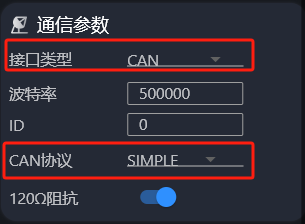 通信参数
接口类型 CAN
波特率 500000
ID 0
CAN协议 SIMPLE
120Ω阻抗